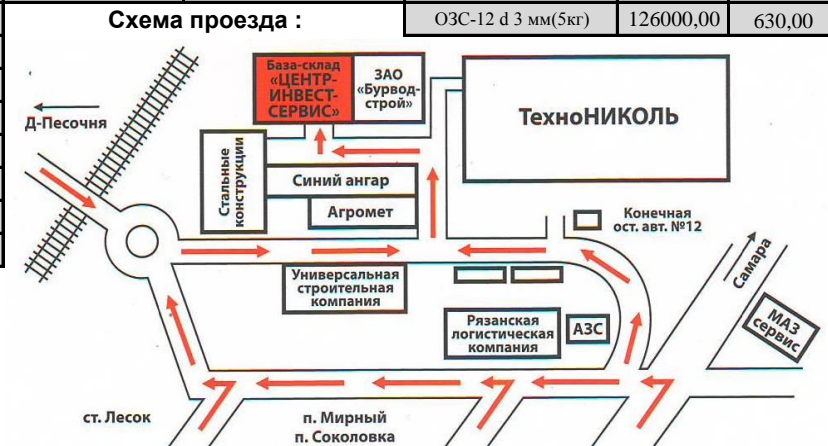 Схема проезда :
ОЗС-12 d 3 мм(5кг) 126000,00 630,00
База-склад
«ЦЕНТР-
ИНВЕСТ-
СЕРВИС»
ЗАО
«Бурвод-
строй»
ТехноНИКОЛЬ
Д-Песочня
Стальные
конструкции
Синий ангар
Агромет
Конечная
ост. авт. №12
Самара
Универсальная
строительная
компания
МАЗ
сервис
Рязанская
логистическая
компания
АЗС
ст. Лесок
п. Мирный
п. Соколовка